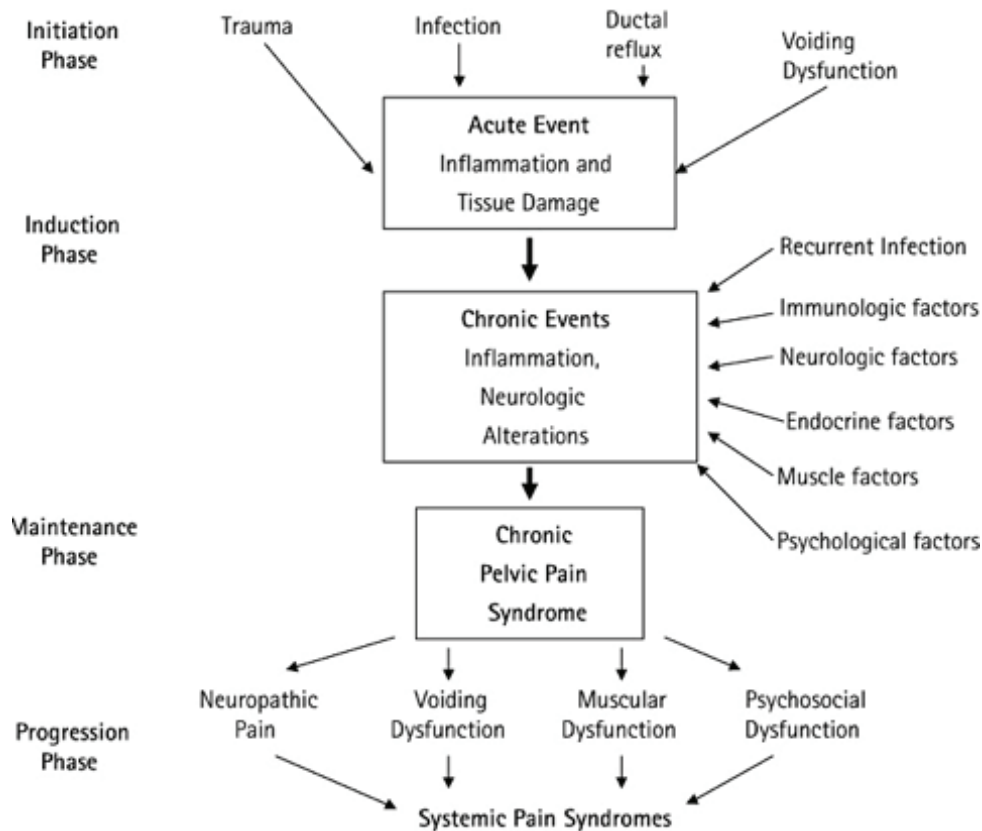 Initiation
Phase
Trauma
Infection
Ductal
reflux
Voiding
Dysfunction
Acute Event
Inflammation and
Tissue Damage
Induction
Phase
Recurrent Infection
Immunologic factors
Neurologic factors
Endocrine factors
Muscle factors
Psychological factors
Chronic Events
Inflammation,
Neurologic
Alterations
Maintenance
Phase
Chronic
Pelvic Pain
Syndrome
Neuropathic
Pain
Voiding
Dysfunction
Muscular
Dysfunction
Psychosocial
Dysfunction
Progression
Phase
Systemic Pain Syndromes